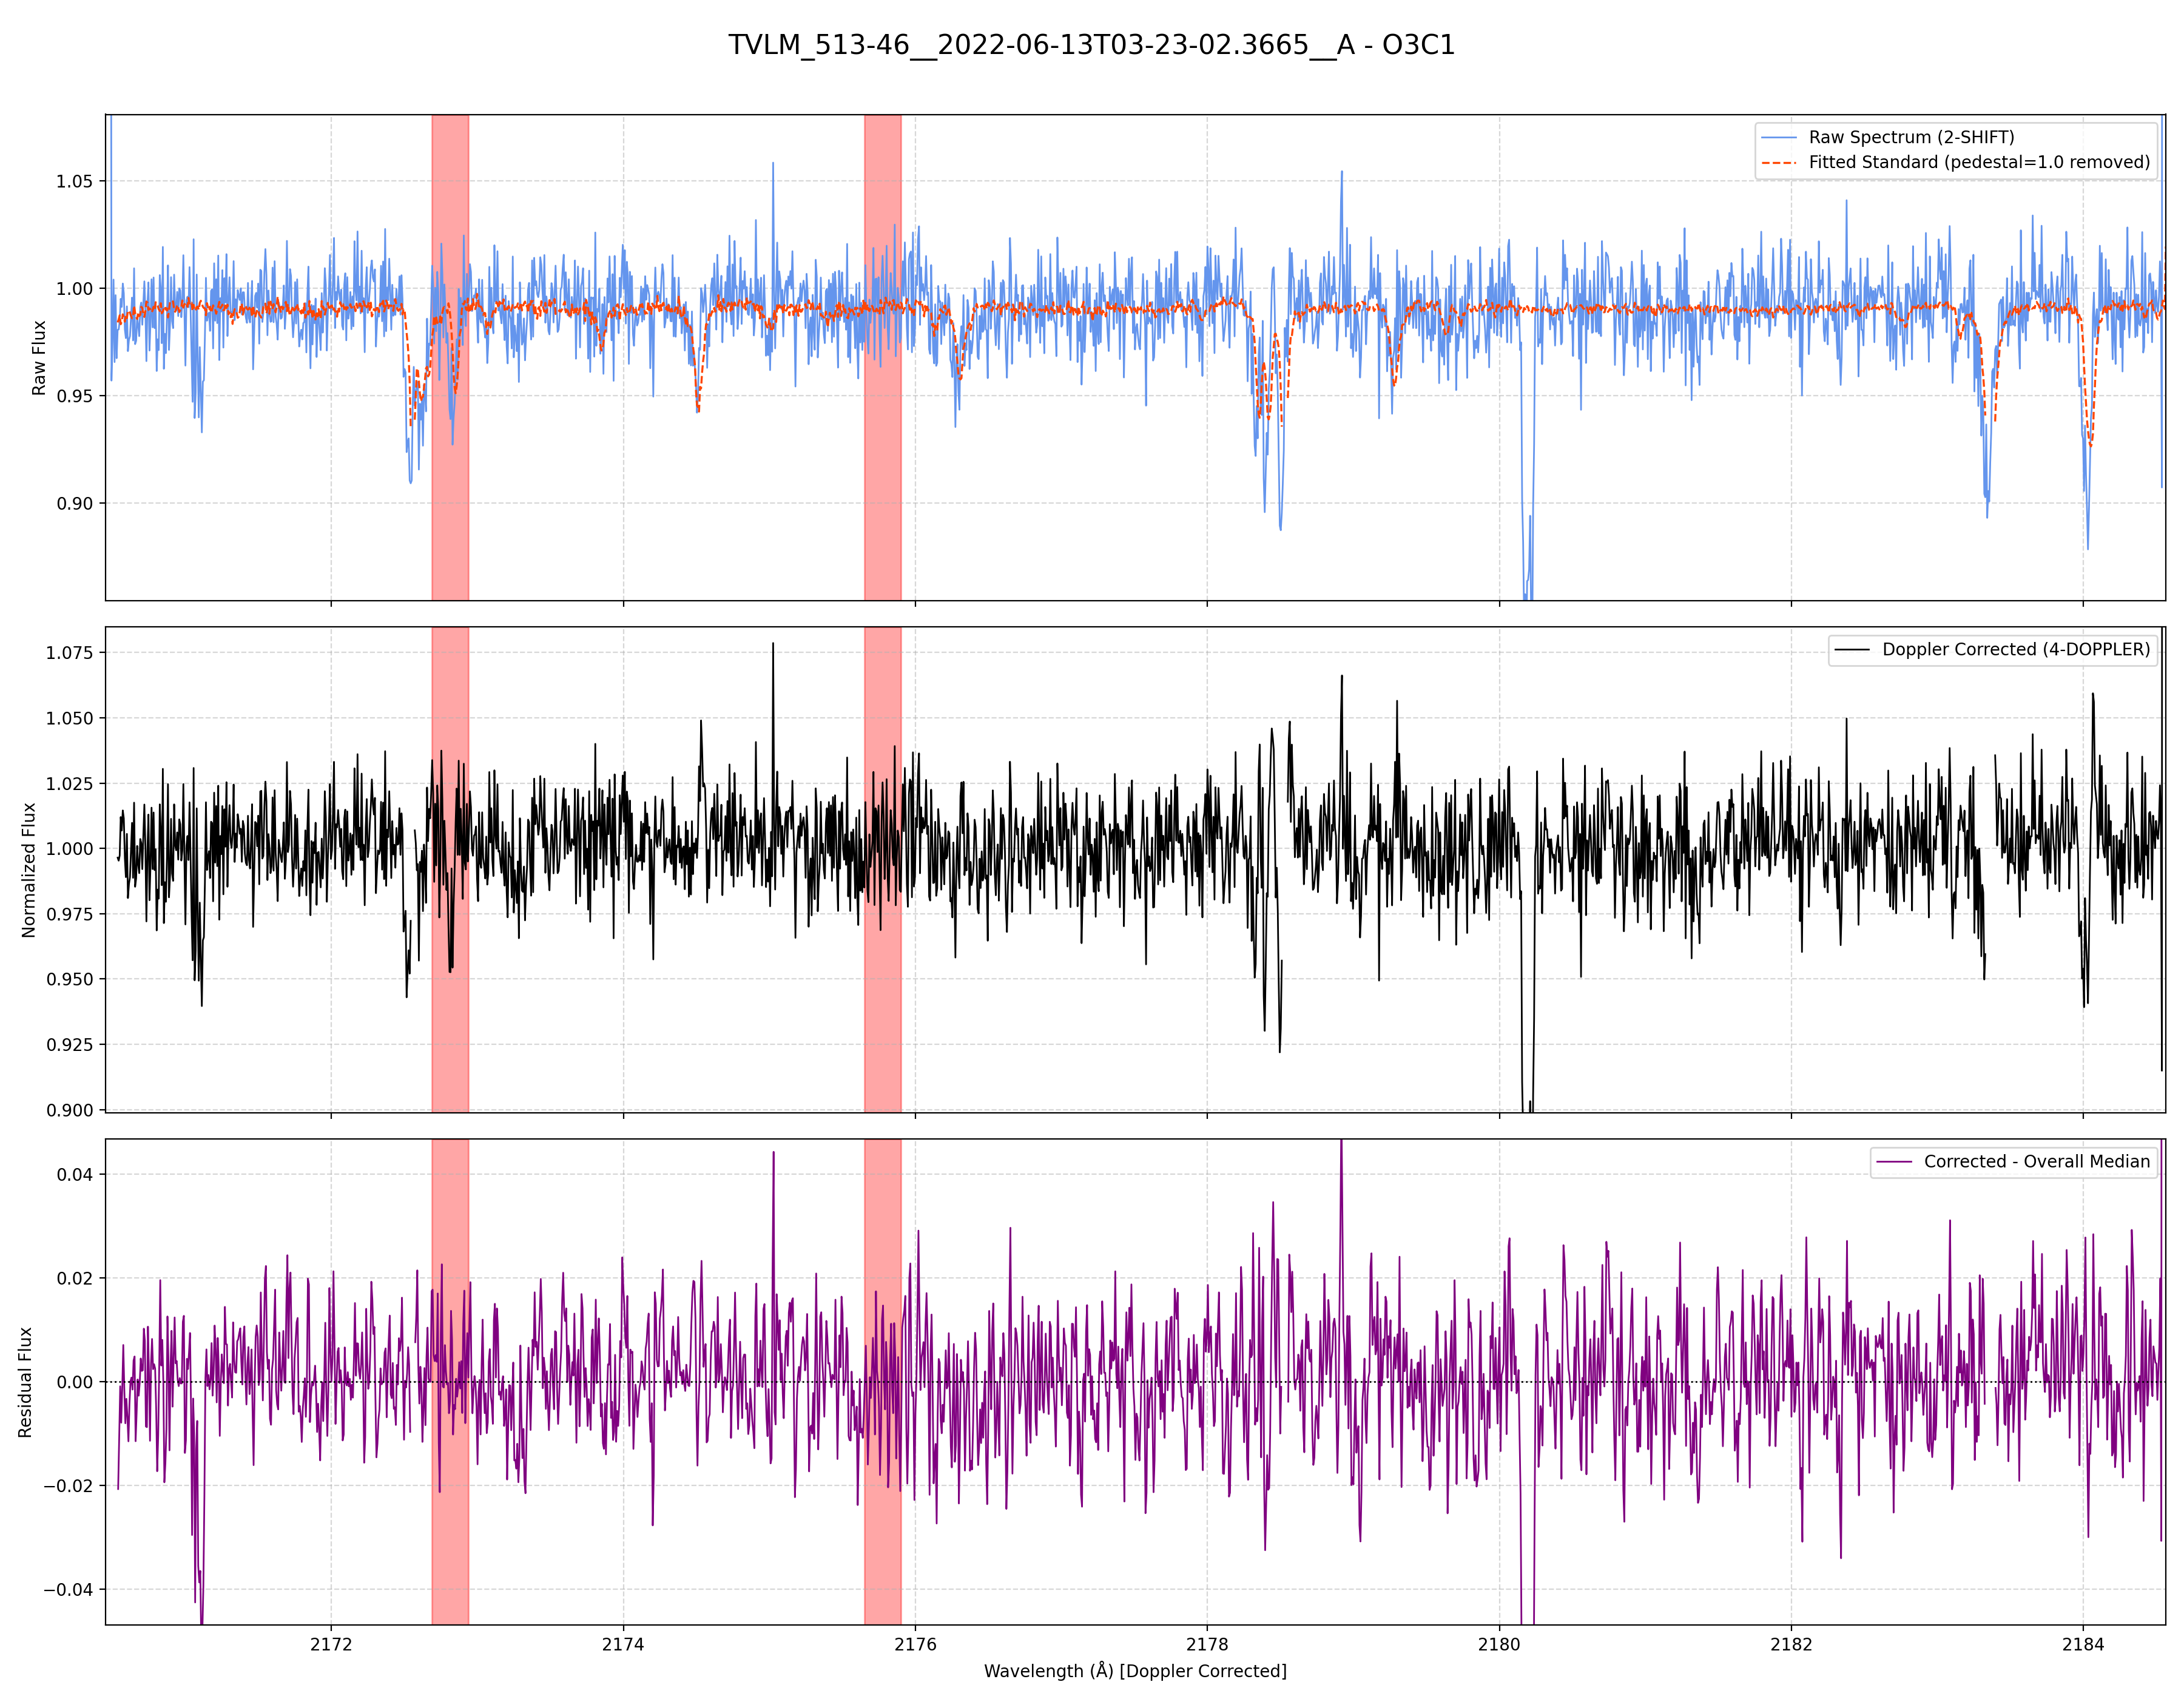 TVLM_513-46__2022-06-13T03-23-02.3665__A - O3C1
Raw Flux
1.05
1.00
0.95
0.90
Raw Spectrum (2-SHIFT)
Fitted Standard (pedestal=1.0 removed)
Normalized Flux
1.075
1.050
1.025
1.000
0.975
0.950
0.925
0.900
Doppler Corrected (4-DOPPLER)
Residual Flux
0.04
0.02
0.00
−0.02
−0.04
Corrected - Overall Median
2172 2174 2176 2178 2180 2182 2184
Wavelength (Å) [Doppler Corrected]